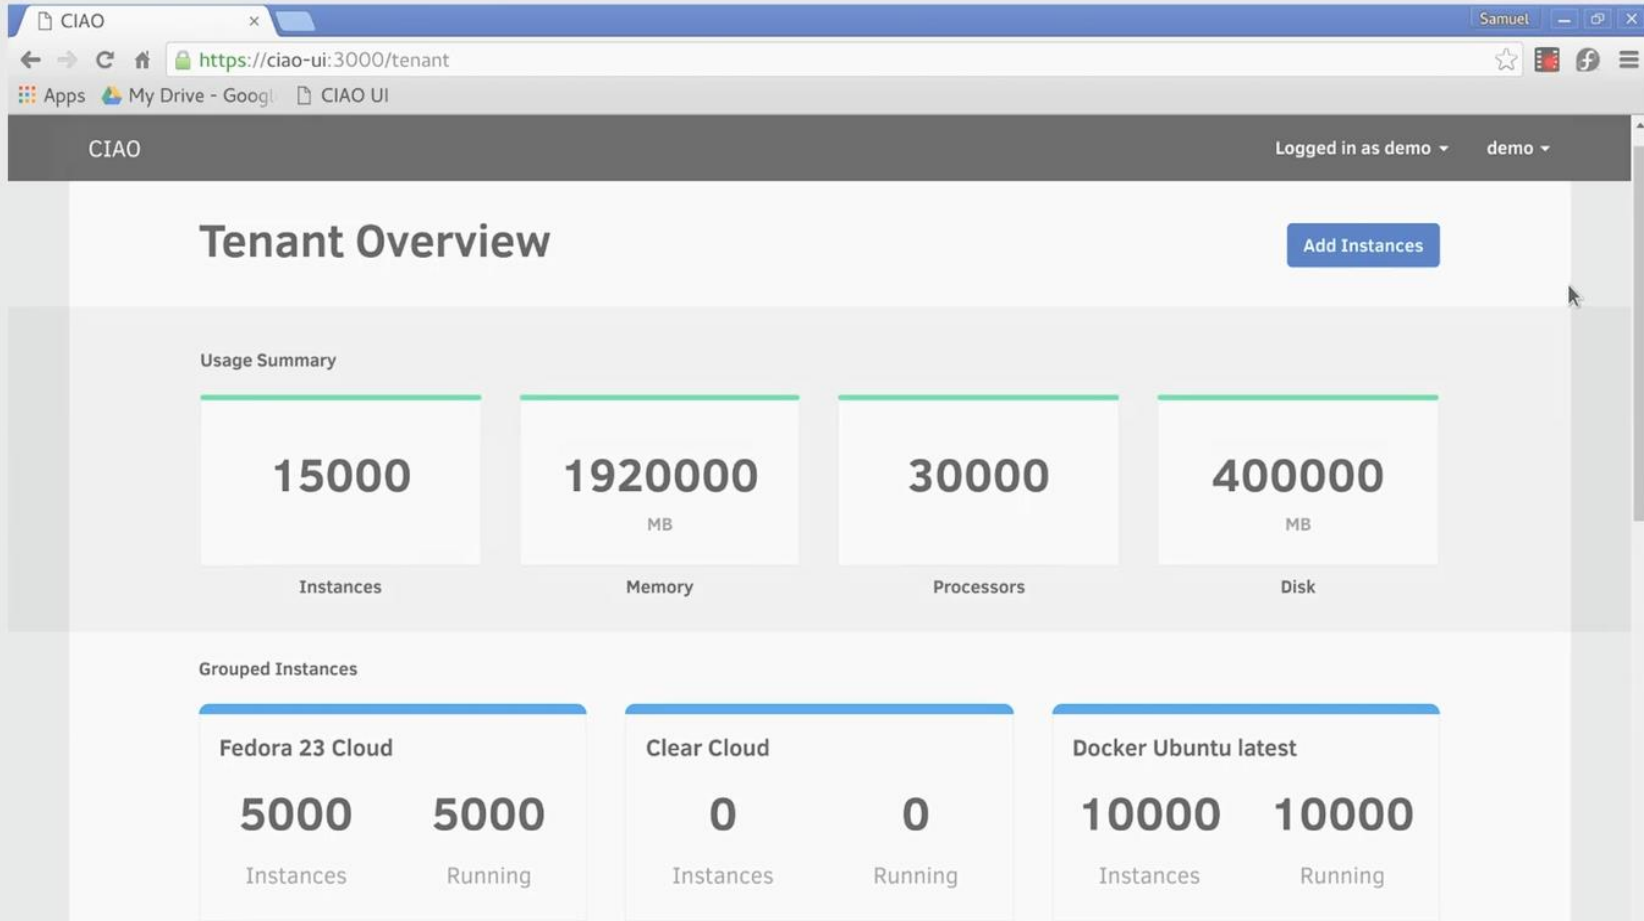 CIAO
Samuel
https://ciao-ui:3000/tenant
Apps My Drive - Googl CIAO UI
CIAO Logged in as demo demo
Tenant Overview Add Instances
Usage Summary
15000 1920000 30000 400000
MB MB
Instances Memory Processors Disk
Grouped Instances
Fedora 23 Cloud Clear Cloud Docker Ubuntu latest
5000 5000 0 0 10000 10000
Instances Running Instances Running Instances Running